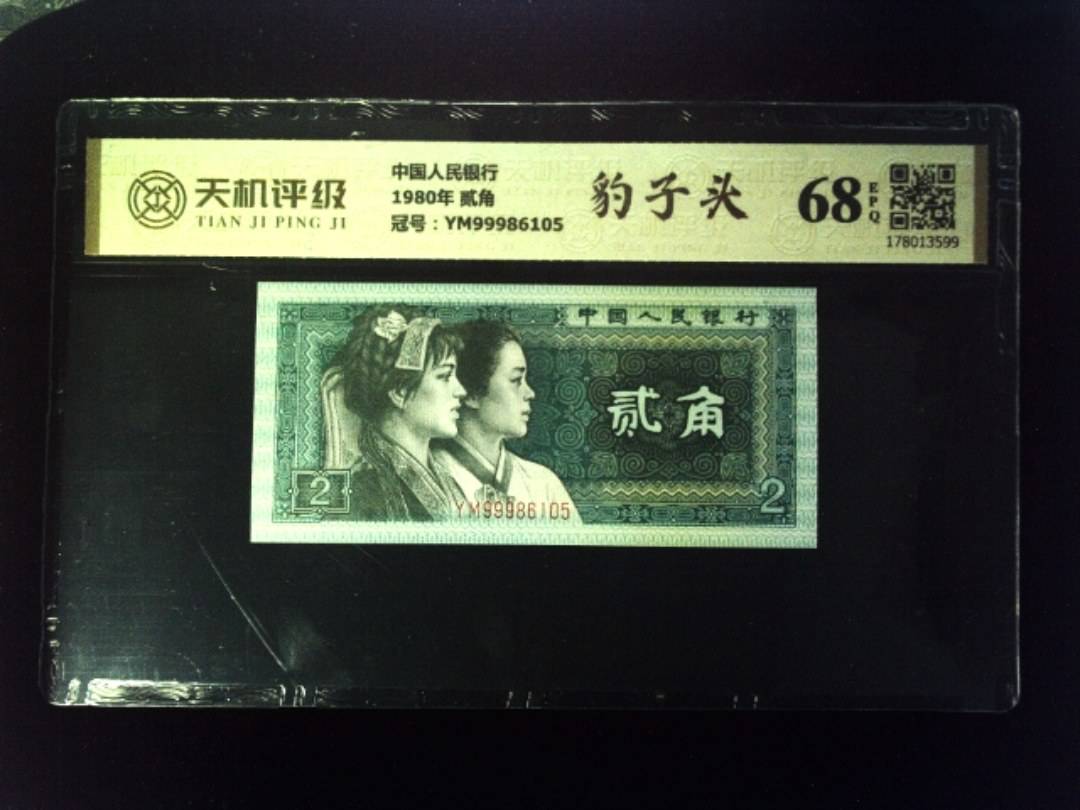 天机评级
TIAN JI PING JI
中国人民银行
1980年 贰角
冠号：YM99986105
豹子头
68
EPQ
178013599
中国人民银行
贰角
2
YM99986105
2